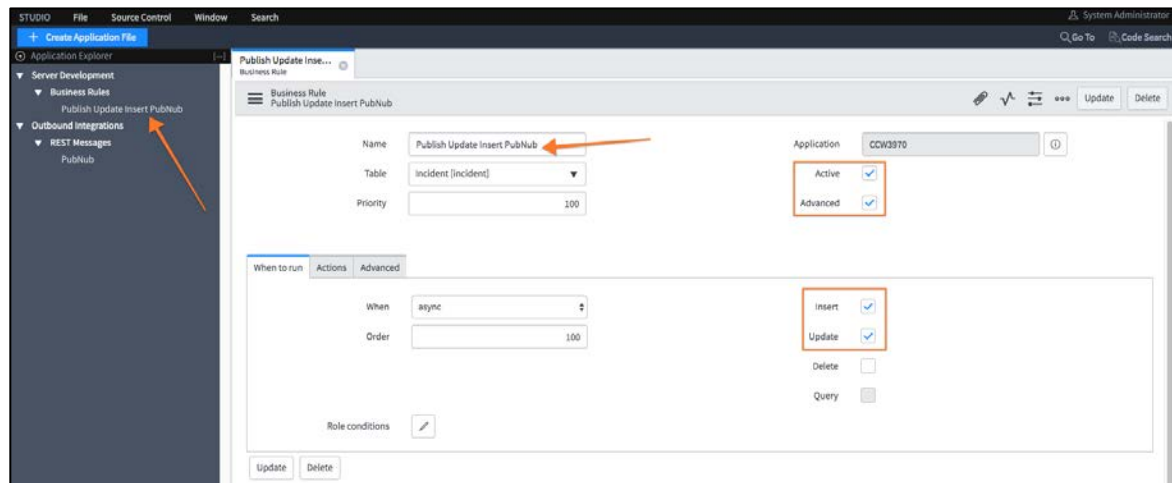 STUDIO File Source Control Window Search System Administrator
+ Create Application File Go To Code Search
Application Explorer
Publish Update Inse...
Business Rule
Server Development
Business Rules
Publish Update Insert PubNub
Outbound Integrations
REST Messages
PubNub
Business Rule
Publish Update Insert PubNub
Update Delete
Name Publish Update Insert PubNub
Application CCW3970
Table Incident [incident]
Active
Priority 100
Advanced
When to run Actions Advanced
When async
Insert
Order 100
Update
Delete
Query
Role conditions
Update Delete